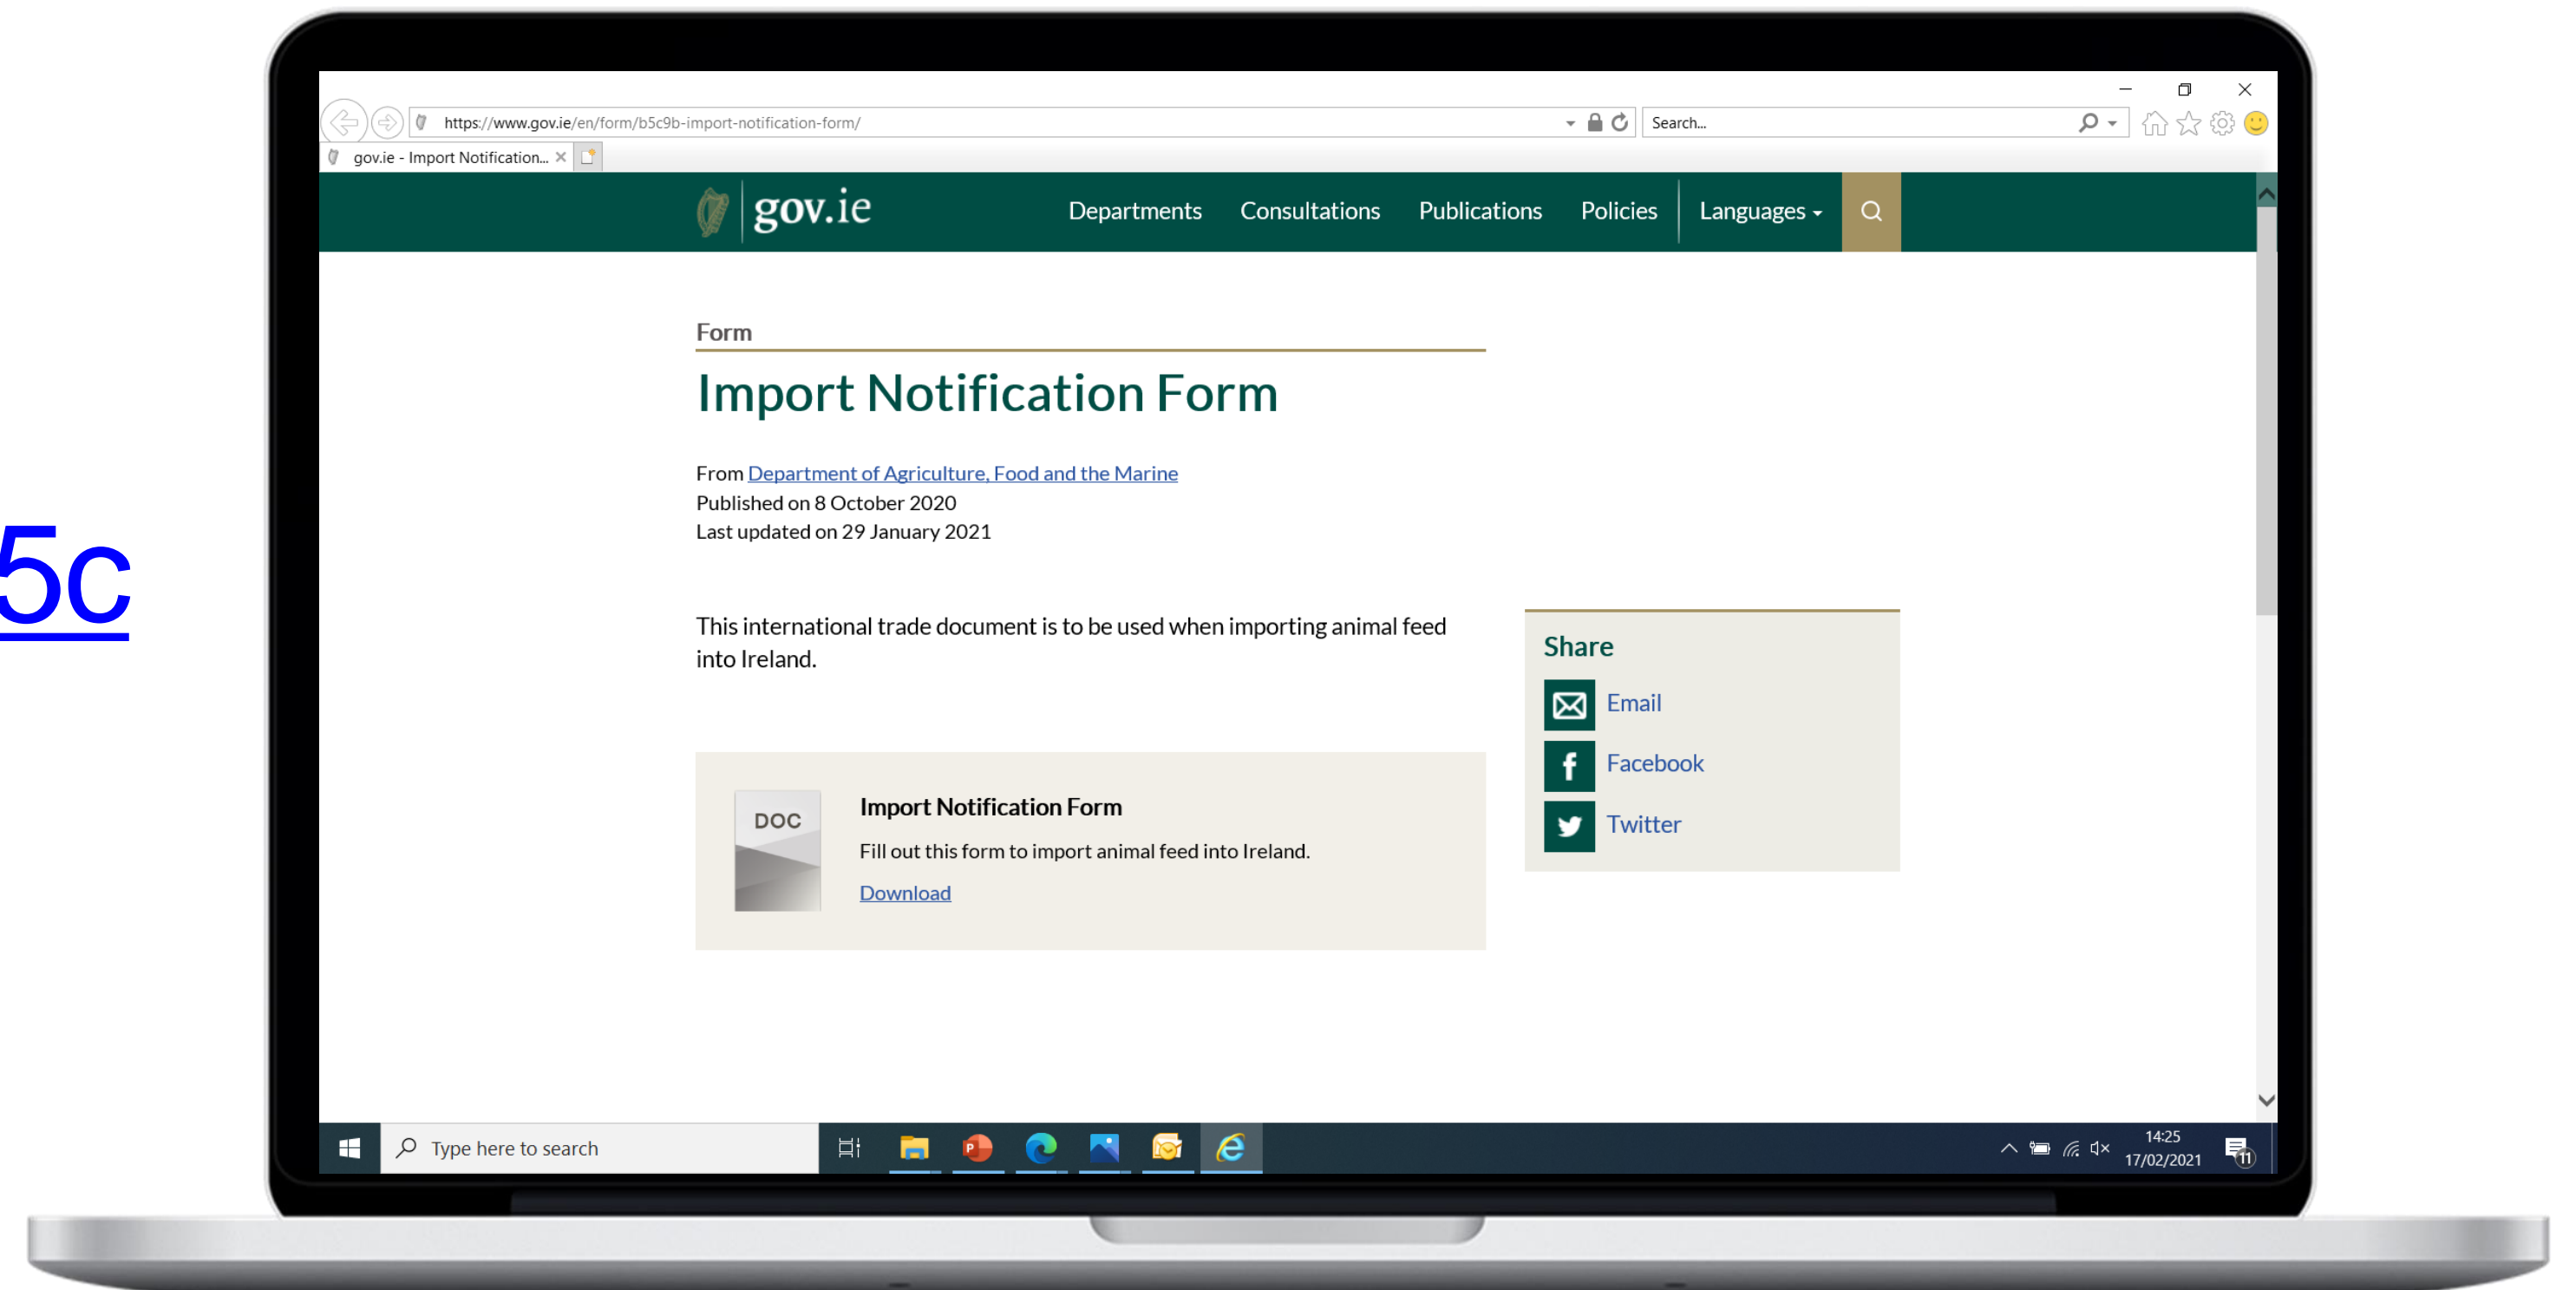 https://www.gov.ie/en/form/b5c9b-import-notification-form/
Search...
gov.ie - Import Notification...
gov.ie
Departments Consultations Publications Policies Languages
Form
Import Notification Form
From Department of Agriculture, Food and the Marine
Published on 8 October 2020
Last updated on 29 January 2021
5c
This international trade document is to be used when importing animal feed
into Ireland.
Share
Email
Facebook
Twitter
DOC
Import Notification Form
Fill out this form to import animal feed into Ireland.
Download
Type here to search
P
14:25
17/02/2021
11